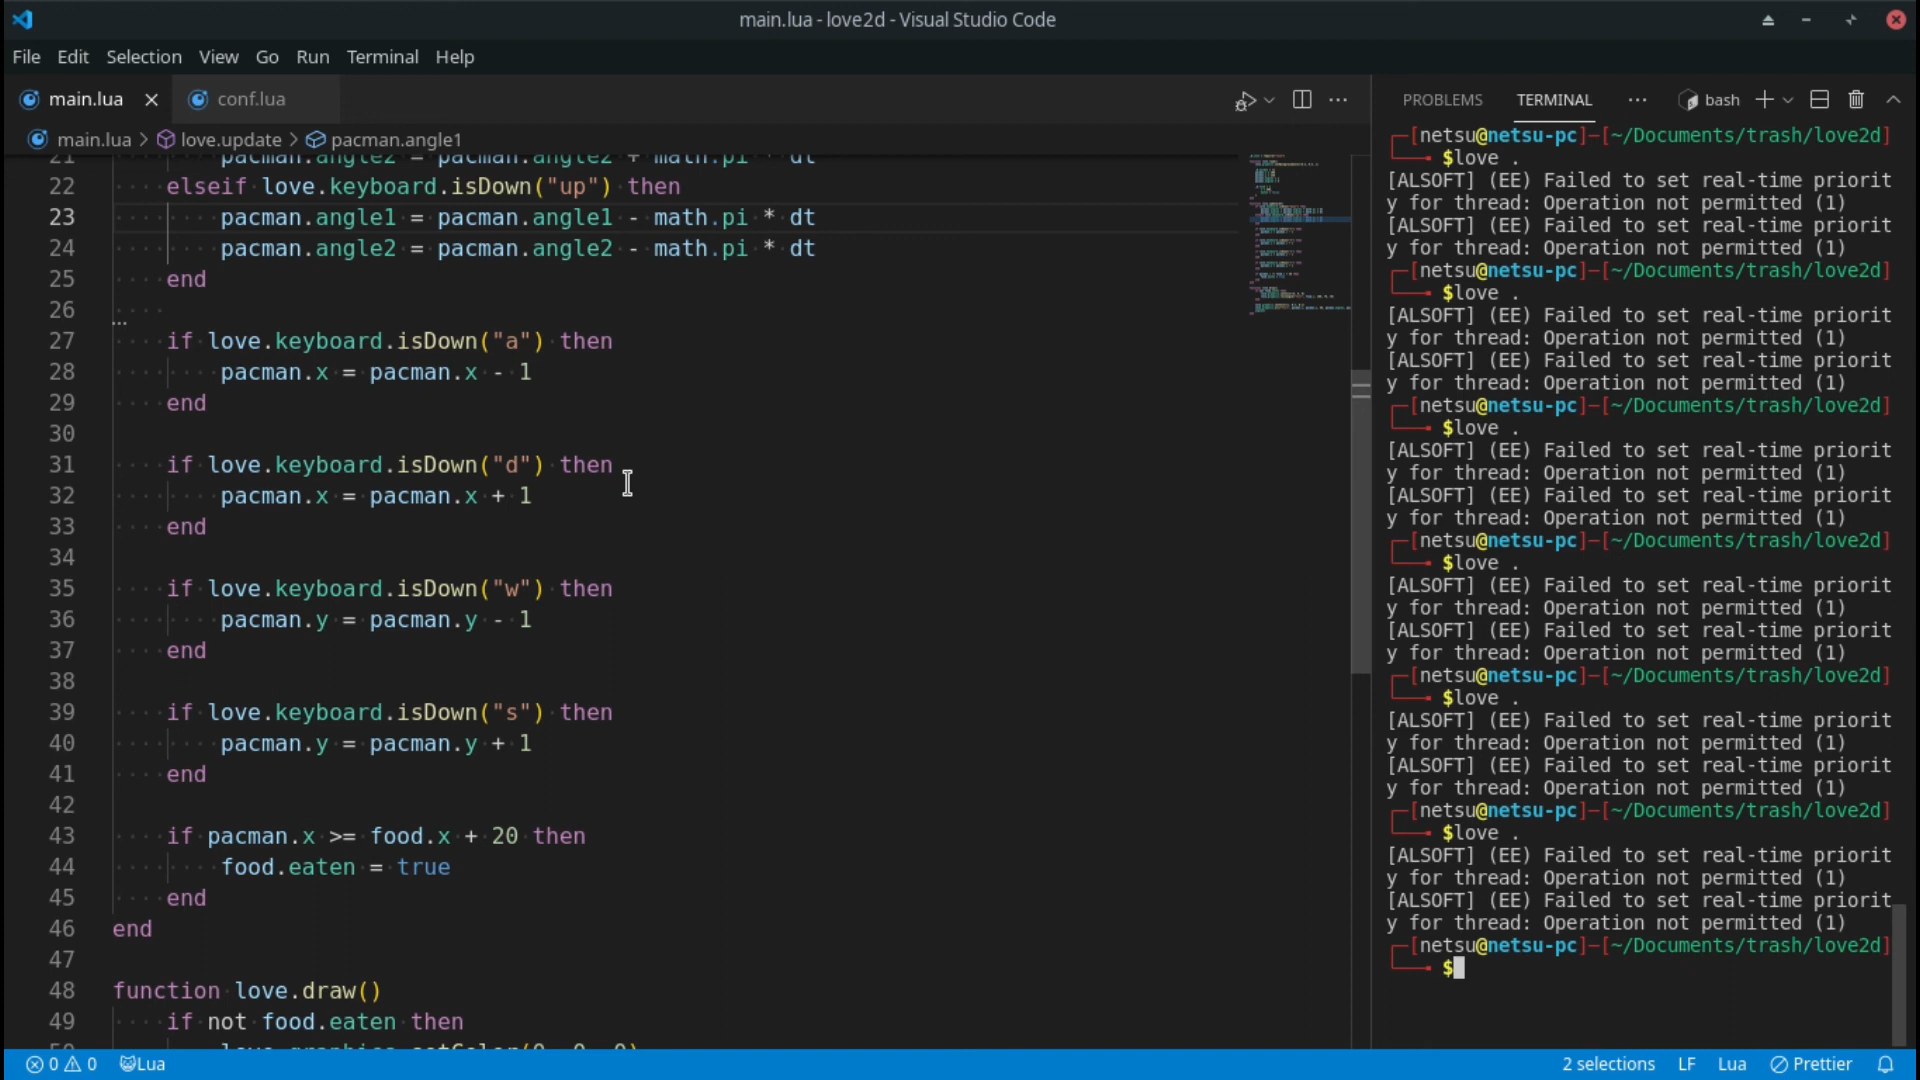 main.lua - love2d - Visual Studio Code
File Edit Selection View Go Run Terminal Help
main.lua
conf.lua
main.lua > love.update > pacman.angle1
21 pacman.angle2 = pacman.angle2 + math.pi * dt
22 elseif love.keyboard.isDown("up") then
23 pacman.angle1 = pacman.angle1 - math.pi * dt
24 pacman.angle2 = pacman.angle2 - math.pi * dt
25 end
26
27 if love.keyboard.isDown("a") then
28 pacman.x = pacman.x - 1
29 end
30
31 if love.keyboard.isDown("d") then
32 pacman.x = pacman.x + 1
33 end
34
35 if love.keyboard.isDown("w") then
36 pacman.y = pacman.y - 1
37 end
38
39 if love.keyboard.isDown("s") then
40 pacman.y = pacman.y + 1
41 end
42
43 if pacman.x >= food.x + 20 then
44 food.eaten = true
45 end
46 end
47
48 function love.draw()
49 if not food.eaten then
50 love.graphics.setColor(0, 0, 0)
PROBLEMS TERMINAL ... bash
[netsu@netsu-pc]-[~/Documents/trash/love2d]
$love .
[ALSOFT] (EE) Failed to set real-time priorit
y for thread: Operation not permitted (1)
[ALSOFT] (EE) Failed to set real-time priorit
y for thread: Operation not permitted (1)
[netsu@netsu-pc]-[~/Documents/trash/love2d]
$love .
[ALSOFT] (EE) Failed to set real-time priorit
y for thread: Operation not permitted (1)
[ALSOFT] (EE) Failed to set real-time priorit
y for thread: Operation not permitted (1)
[netsu@netsu-pc]-[~/Documents/trash/love2d]
$love .
[ALSOFT] (EE) Failed to set real-time priorit
y for thread: Operation not permitted (1)
[ALSOFT] (EE) Failed to set real-time priorit
y for thread: Operation not permitted (1)
[netsu@netsu-pc]-[~/Documents/trash/love2d]
$love .
[ALSOFT] (EE) Failed to set real-time priorit
y for thread: Operation not permitted (1)
[ALSOFT] (EE) Failed to set real-time priorit
y for thread: Operation not permitted (1)
[netsu@netsu-pc]-[~/Documents/trash/love2d]
$love .
[ALSOFT] (EE) Failed to set real-time priorit
y for thread: Operation not permitted (1)
[ALSOFT] (EE) Failed to set real-time priorit
y for thread: Operation not permitted (1)
[netsu@netsu-pc]-[~/Documents/trash/love2d]
$love .
[ALSOFT] (EE) Failed to set real-time priorit
y for thread: Operation not permitted (1)
[ALSOFT] (EE) Failed to set real-time priorit
y for thread: Operation not permitted (1)
[netsu@netsu-pc]-[~/Documents/trash/love2d]
$
0 0 Lua
2 selections LF Lua Prettier